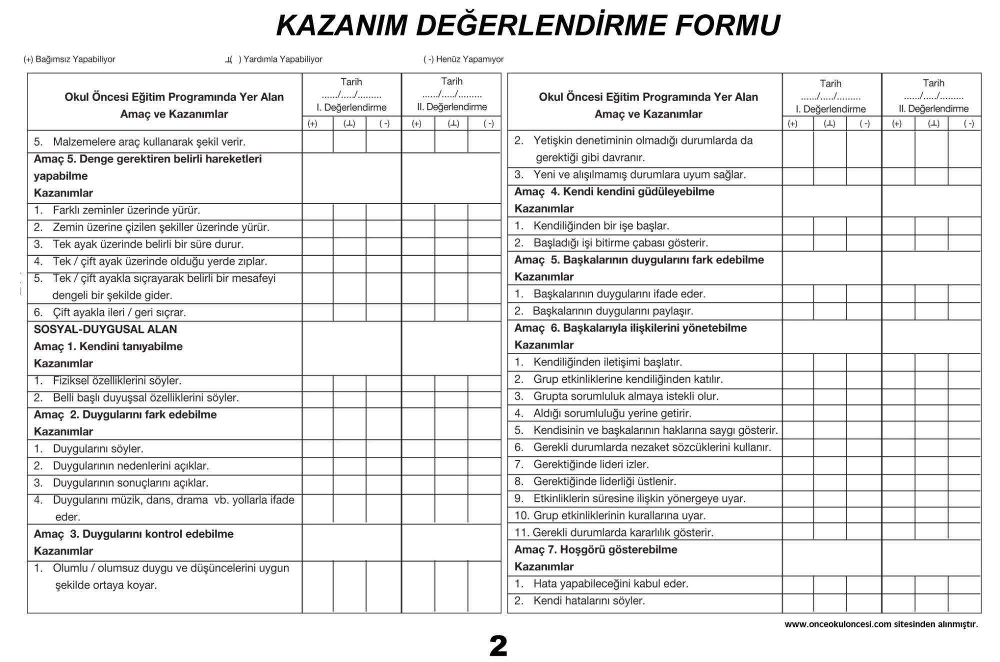 KAZANIM DEĞERLENDİRME FORMU
(+) Bağımsız Yapabiliyor
(⊥) Yardımla Yapabiliyor
( -) Henüz Yapamıyor
Okul Öncesi Eğitim Programında Yer Alan
Amaç ve Kazanımlar
Tarih
....../...../.........
I. Değerlendirme
Tarih
....../...../.........
II. Değerlendirme
(+) (⊥) ( -) (+) (⊥) ( -)
5. Malzemelere araç kullanarak şekil verir.
Amaç 5. Denge gerektiren belirli hareketleri
yapabilme
Kazanımlar
1. Farklı zeminler üzerinde yürür.
2. Zemin üzerine çizilen şekiller üzerinde yürür.
3. Tek ayak üzerinde belirli bir süre durur.
4. Tek / çift ayak üzerinde olduğu yerde zıplar.
5. Tek / çift ayakla sıçrayarak belirli bir mesafeyi
dengeli bir şekilde gider.
6. Çift ayakla ileri / geri sıçrar.
SOSYAL-DUYGUSAL ALAN
Amaç 1. Kendini tanıyabilme
Kazanımlar
1. Fiziksel özelliklerini söyler.
2. Belli başlı duyuşsal özelliklerini söyler.
Amaç 2. Duygularını fark edebilme
Kazanımlar
1. Duygularını söyler.
2. Duygularının nedenlerini açıklar.
3. Duygularının sonuçlarını açıklar.
4. Duygularını müzik, dans, drama vb. yollarla ifade
eder.
Amaç 3. Duygularını kontrol edebilme
Kazanımlar
1. Olumlu / olumsuz duygu ve düşüncelerini uygun
şekilde ortaya koyar.
Okul Öncesi Eğitim Programında Yer Alan
Amaç ve Kazanımlar
Tarih
....../...../.........
I. Değerlendirme
Tarih
....../...../.........
II. Değerlendirme
(+) (⊥) ( -) (+) (⊥) ( -)
2. Yetişkin denetiminin olmadığı durumlarda da
gerektiği gibi davranır.
3. Yeni ve alışılmamış durumlara uyum sağlar.
Amaç 4. Kendi kendini güdüleyebilme
Kazanımlar
1. Kendiliğinden bir işe başlar.
2. Başladığı işi bitirme çabası gösterir.
Amaç 5. Başkalarının duygularını fark edebilme
Kazanımlar
1. Başkalarının duygularını ifade eder.
2. Başkalarının duygularını paylaşır.
Amaç 6. Başkalarıyla ilişkilerini yönetebilme
Kazanımlar
1. Kendiliğinden iletişimi başlatır.
2. Grup etkinliklerine kendiliğinden katılır.
3. Grupta sorumluluk almaya istekli olur.
4. Aldığı sorumluluğu yerine getirir.
5. Kendisinin ve başkalarının haklarına saygı gösterir.
6. Gerekli durumlarda nezaket sözcüklerini kullanır.
7. Gerektiğinde lideri izler.
8. Gerektiğinde liderliği üstlenir.
9. Etkinliklerin süresine ilişkin yönergeye uyar.
10. Grup etkinliklerinin kurallarına uyar.
11. Gerekli durumlarda kararlılık gösterir.
Amaç 7. Hoşgörü gösterebilme
Kazanımlar
1. Hata yapabileceğini kabul eder.
2. Kendi hatalarını söyler.
www.onceokuloncesi.com sitesinden alınmıştır.
2